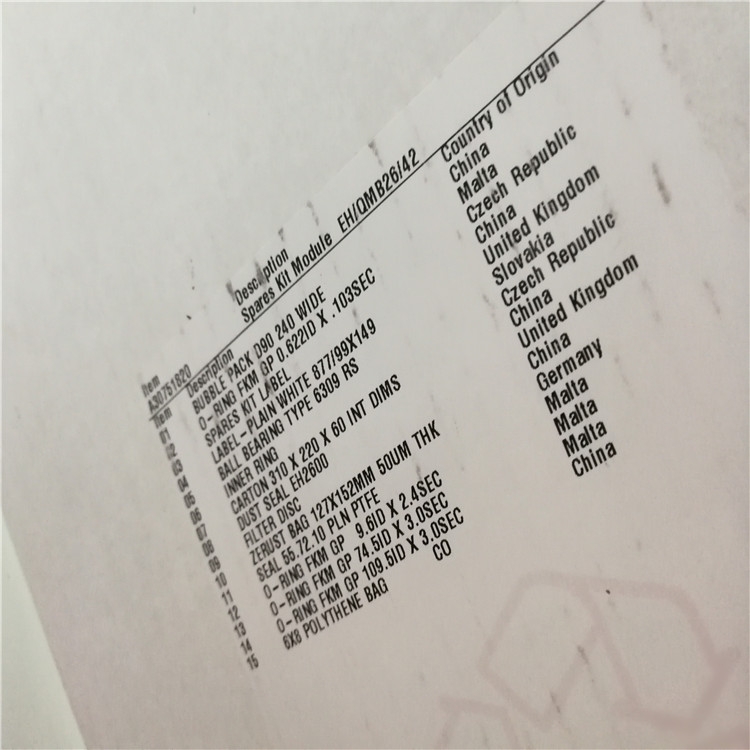 Item Description
A30751820 Spares Kit Module EH/QMB26/42
Item Description Country of Origin
01 BUBBLE PACK D90 240 WIDE China
02 O-RING FKM GP 0.622ID X .103SEC Malta
03 SPARES KIT LABEL Czech Republic
04 LABEL-PLAIN WHITE 877/99X149 China
05 BALL BEARING TYPE 6309 RS United Kingdom
06 INNER RING Slovakia
07 CARTON 310 X 220 X 60 INT DIMS Czech Republic
08 DUST SEAL EH2600 China
09 FILTER DISC United Kingdom
10 ZERUST BAG 127X152MM 50UM THK China
11 SEAL 55.72.10 PLN PTFE Germany
12 O-RING FKM GP 9.6ID X 2.4SEC Malta
13 O-RING FKM GP 74.5ID X 3.0SEC Malta
14 O-RING FKM GP 109.5ID X 3.0SEC Malta
15 6X8 POLYTHENE BAG CO China